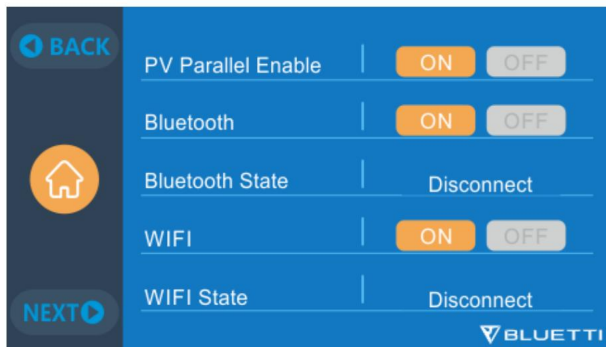 BACK
PV Parallel Enable ON OFF
Bluetooth ON OFF
Bluetooth State Disconnect
WIFI ON OFF
WIFI State Disconnect
NEXT
BLUETTI